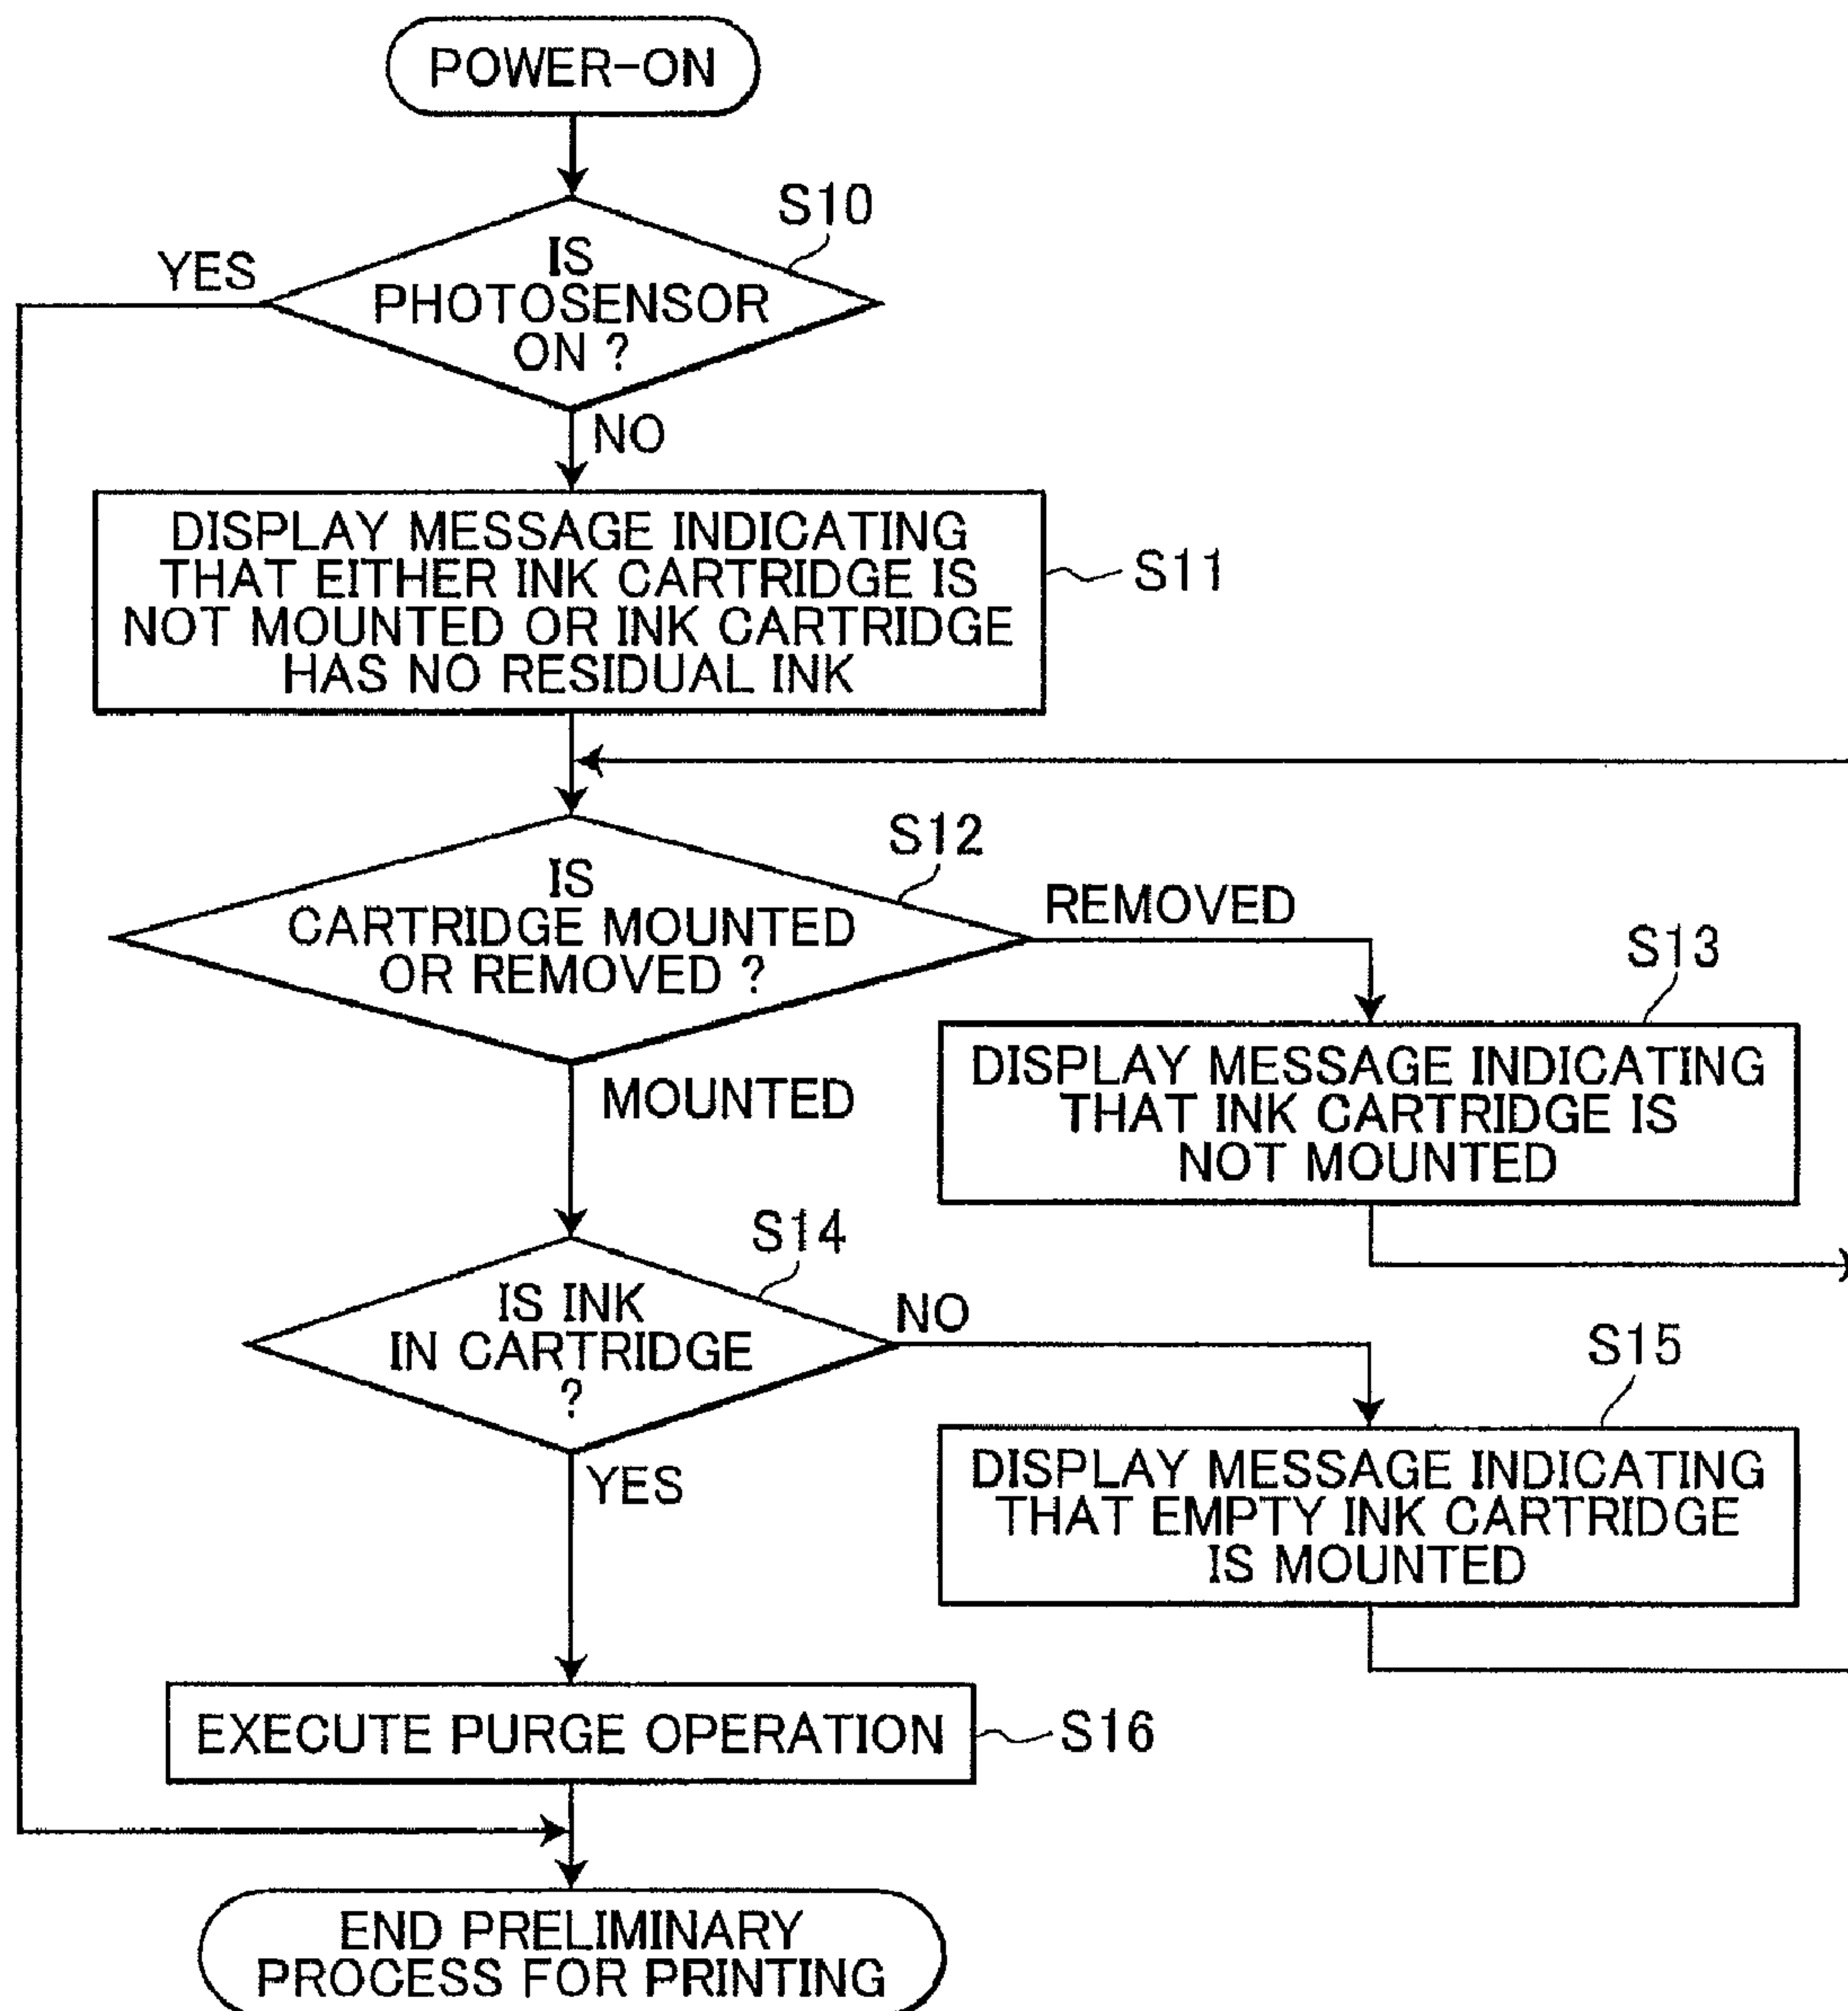 POWER-ON
S10
YES
IS
PHOTOSENSOR
ON ?
NO
DISPLAY MESSAGE INDICATING
THAT EITHER INK CARTRIDGE IS
NOT MOUNTED OR INK CARTRIDGE
HAS NO RESIDUAL INK
S11
S12
IS
CARTRIDGE MOUNTED
OR REMOVED ?
REMOVED
S13
DISPLAY MESSAGE INDICATING
THAT INK CARTRIDGE IS
NOT MOUNTED
MOUNTED
S14
IS INK
IN CARTRIDGE
?
NO
S15
DISPLAY MESSAGE INDICATING
THAT EMPTY INK CARTRIDGE
IS MOUNTED
YES
EXECUTE PURGE OPERATION
S16
END PRELIMINARY
PROCESS FOR PRINTING